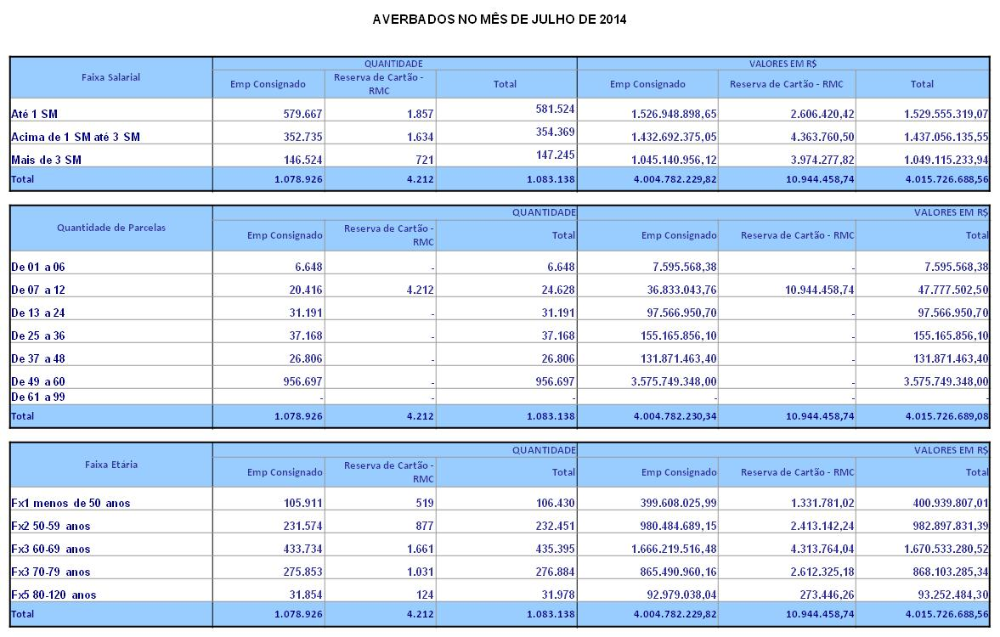 AVERBADOS NO MÊS DE JULHO DE 2014
Faixa Salarial QUANTIDADE VALORES EM R$
Emp Consignado Reserva de Cartão - RMC Total Emp Consignado Reserva de Cartão - RMC Total
Até 1 SM 579.667 1.857 581.524 1.526.948.898,65 2.606.420,42 1.529.555.319,07
Acima de 1 SM até 3 SM 352.735 1.634 354.369 1.432.692.375,05 4.363.760,50 1.437.056.135,55
Mais de 3 SM 146.524 721 147.245 1.045.140.956,12 3.974.277,82 1.049.115.233,94
Total 1.078.926 4.212 1.083.138 4.004.782.229,82 10.944.458,74 4.015.726.688,56
Quantidade de Parcelas QUANTIDADE VALORES EM R$
Emp Consignado Reserva de Cartão - RMC Total Emp Consignado Reserva de Cartão - RMC Total
De 01 a 06 6.648 - 6.648 7.595.568,38 - 7.595.568,38
De 07 a 12 20.416 4.212 24.628 36.833.043,76 10.944.458,74 47.777.502,50
De 13 a 24 31.191 - 31.191 97.566.950,70 - 97.566.950,70
De 25 a 36 37.168 - 37.168 155.165.856,10 - 155.165.856,10
De 37 a 48 26.806 - 26.806 131.871.463,40 - 131.871.463,40
De 49 a 60 956.697 - 956.697 3.575.749.348,00 - 3.575.749.348,00
De 61 a 99 - - - - - -
Total 1.078.926 4.212 1.083.138 4.004.782.230,34 10.944.458,74 4.015.726.689,08
Faixa Etária QUANTIDADE VALORES EM R$
Emp Consignado Reserva de Cartão - RMC Total Emp Consignado Reserva de Cartão - RMC Total
Fx1 menos de 50 anos 105.911 519 106.430 399.608.025,99 1.331.781,02 400.939.807,01
Fx2 50-59 anos 231.574 877 232.451 980.484.689,15 2.413.142,24 982.897.831,39
Fx3 60-69 anos 433.734 1.661 435.395 1.666.219.516,48 4.313.764,04 1.670.533.280,52
Fx3 70-79 anos 275.853 1.031 276.884 865.490.960,16 2.612.325,18 868.103.285,34
Fx5 80-120 anos 31.854 124 31.978 92.979.038,04 273.446,26 93.252.484,30
Total 1.078.926 4.212 1.083.138 4.004.782.229,82 10.944.458,74 4.015.726.688,56